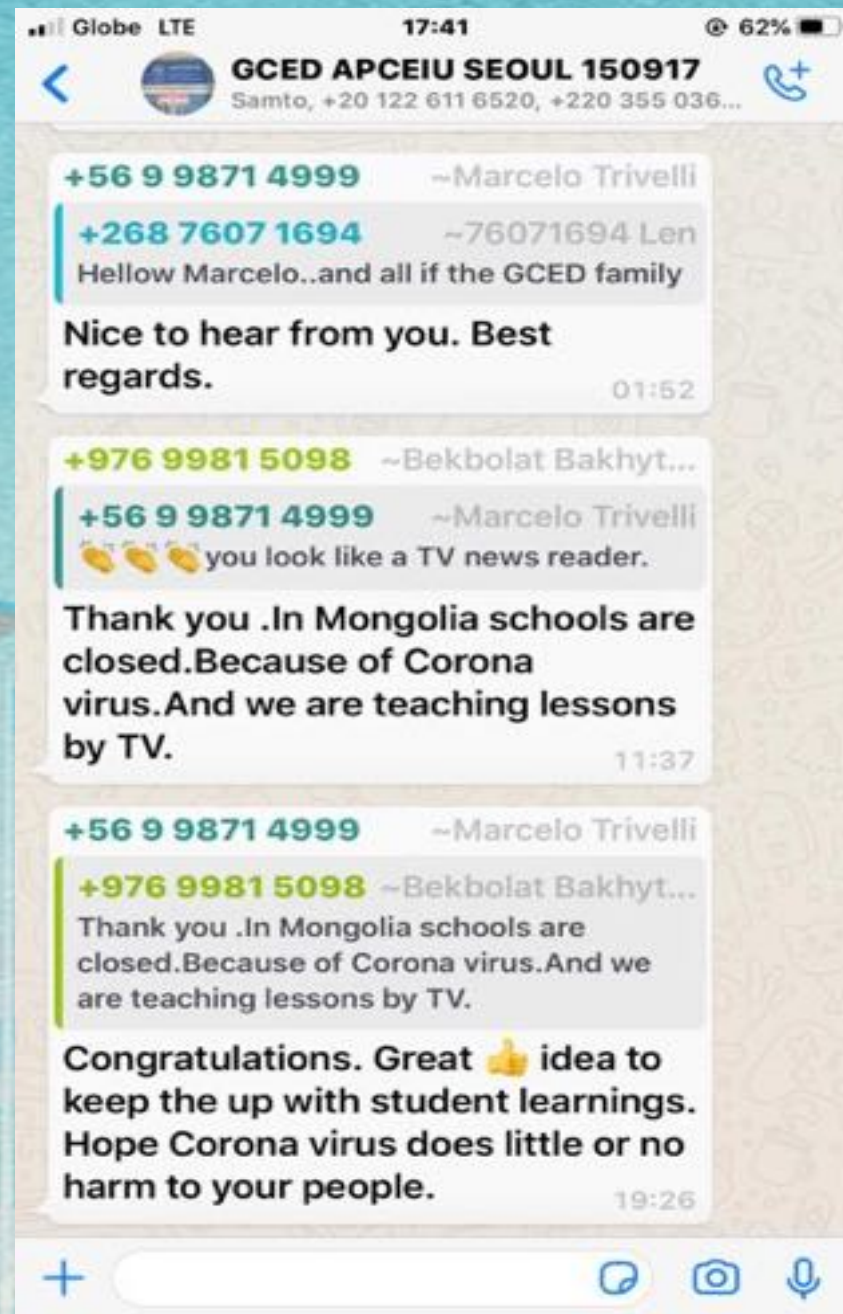 Globe LTE 17:41 62%
GCED APCEIU SEOUL 150917
Samto, +20 122 611 6520, +220 355 036...
+56 9 9871 4999 ~Marcelo Trivelli
+268 7607 1694 ~76071694 Len
Hellow Marcelo..and all if the GCED family
Nice to hear from you. Best
regards.
01:52
+976 9981 5098 ~Bekbolat Bakhyt...
+56 9 9871 4999 ~Marcelo Trivelli
👏👏👏you look like a TV news reader.
Thank you .In Mongolia schools are
closed.Because of Corona
virus.And we are teaching lessons
by TV.
11:37
+56 9 9871 4999 ~Marcelo Trivelli
+976 9981 5098 ~Bekbolat Bakhyt...
Thank you .In Mongolia schools are
closed.Because of Corona virus.And we
are teaching lessons by TV.
Congratulations. Great 👍 idea to
keep the up with student learnings.
Hope Corona virus does little or no
harm to your people.
19:26